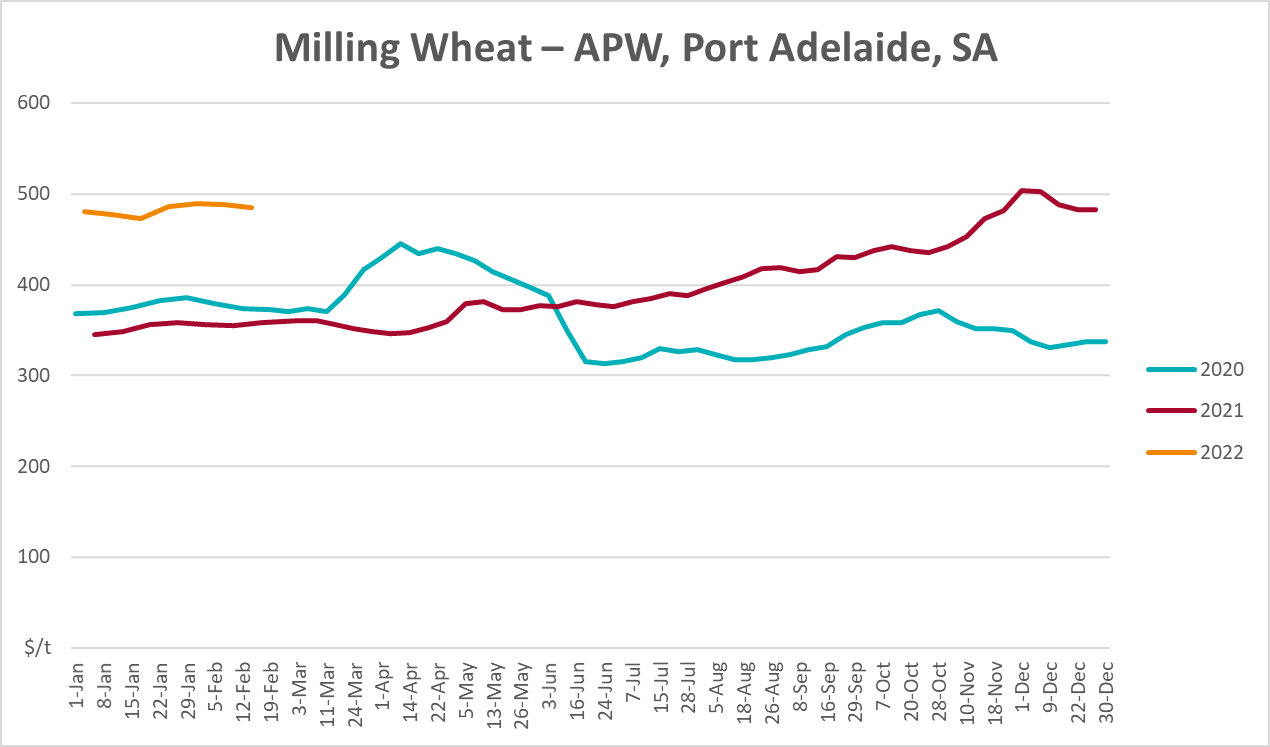 Milling Wheat – APW, Port Adelaide, SA
600
500
400
300
200
100
$/t
1-Jan
8-Jan
15-Jan
22-Jan
29-Jan
5-Feb
12-Feb
19-Feb
3-Mar
11-Mar
24-Mar
1-Apr
14-Apr
22-Apr
5-May
13-May
26-May
3-Jun
16-Jun
24-Jun
7-Jul
15-Jul
28-Jul
5-Aug
18-Aug
26-Aug
8-Sep
16-Sep
29-Sep
7-Oct
20-Oct
28-Oct
10-Nov
18-Nov
1-Dec
9-Dec
22-Dec
30-Dec
2020
2021
2022